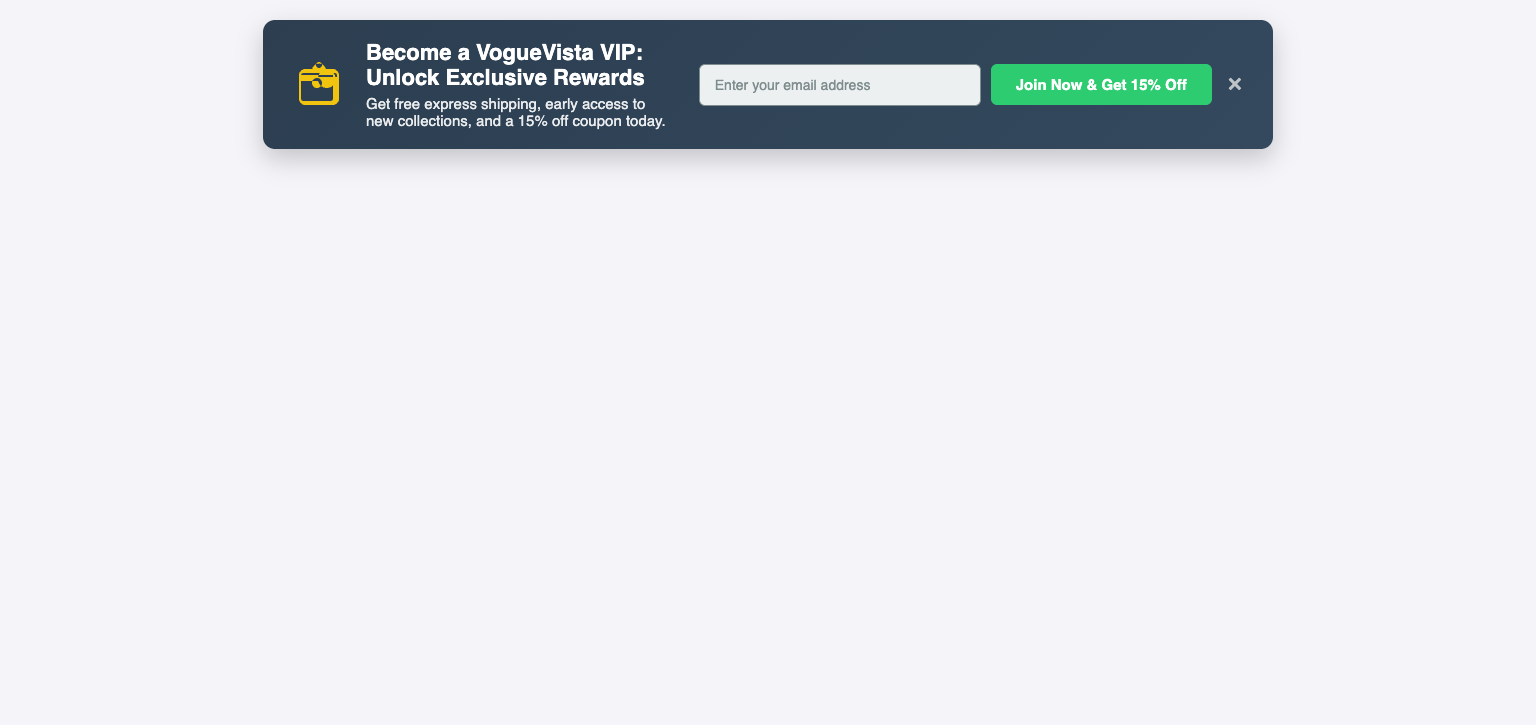 Become a VogueVista VIP:
Unlock Exclusive Rewards
Get free express shipping, early access to
new collections, and a 15% off coupon today.
Enter your email address
Join Now & Get 15% Off
×